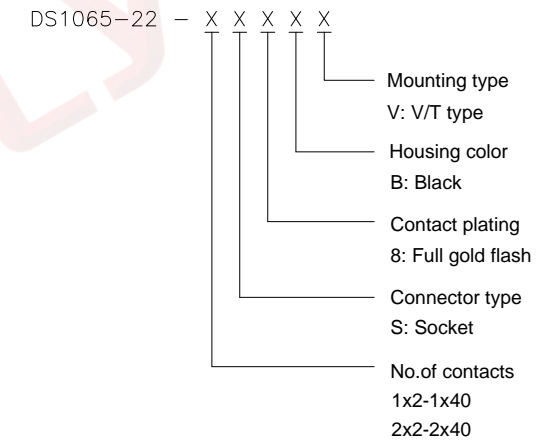 DS1065-22 - X X X X X
Mounting type
V: V/T type
Housing color
B: Black
Contact plating
8: Full gold flash
Connector type
S: Socket
No.of contacts
1x2-1x40
2x2-2x40